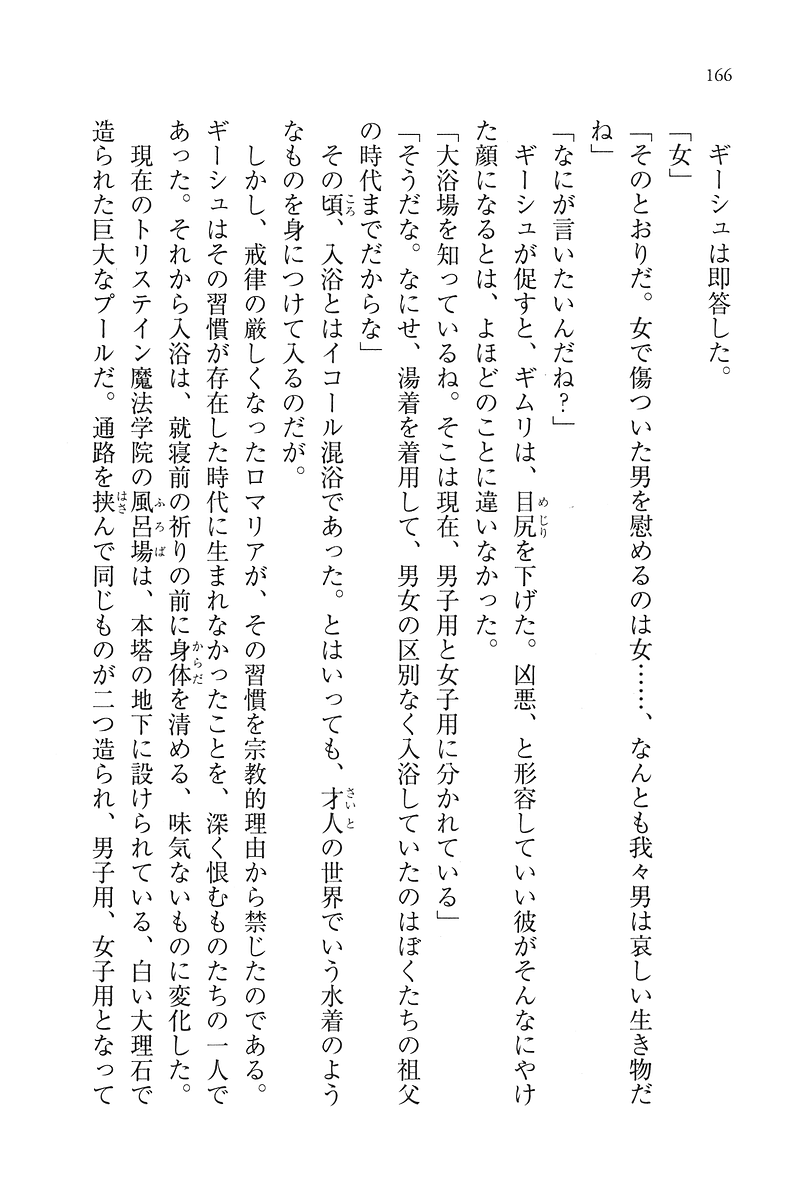 166
ギーシュは即答した。
「女」
「そのとおりだ。女で傷ついた男を慰めるのは女……、なんとも我々男は哀しい生き物だ
ね」
「なにが言いたいんだね?」
ギーシュが促すと、ギムリは、目尻を下げた。凶悪、と形容していい彼がそんなにやけ
た顔になるとは、よほどのことに違いなかった。
「大浴場を知っているね。そこは現在、男子用と女子用に分かれている」
「そうだな。なにせ、湯着を着用して、男女の区別なく入浴していたのはぼくたちの祖父
の時代までだからな」
その頃、入浴とはイコール混浴であった。とはいっても、才人の世界でいう水着のよう
なものを身につけて入るのだが。
しかし、戒律の厳しくなったロマリアが、その習慣を宗教的理由から禁じたのである。
ギーシュはその習慣が存在した時代に生まれなかったことを、深く恨むものたちの一人で
あった。それから入浴は、就寝前の祈りの前に身体を清める、味気ないものに変化した。
現在のトリステイン魔法学院の風呂場は、本塔の地下に設けられている、白い大理石で
造られた巨大なプールだ。通路を挟んで同じものが二つ造られ、男子用、女子用となって